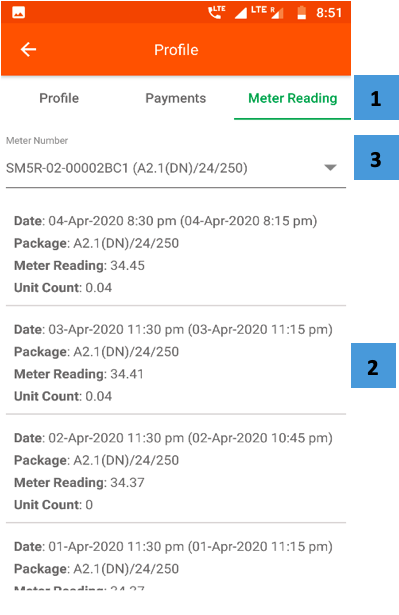 LTE LTE R 8:51
Profile
Profile Payments Meter Reading 1
Meter Number
SM5R-02-00002BC1 (A2.1(DN)/24/250) 3
Date: 04-Apr-2020 8:30 pm (04-Apr-2020 8:15 pm)
Package: A2.1(DN)/24/250
Meter Reading: 34.45
Unit Count: 0.04
Date: 03-Apr-2020 11:30 pm (03-Apr-2020 11:15 pm)
Package: A2.1(DN)/24/250
Meter Reading: 34.41
Unit Count: 0.04
2
Date: 02-Apr-2020 11:30 pm (02-Apr-2020 10:45 pm)
Package: A2.1(DN)/24/250
Meter Reading: 34.37
Unit Count: 0
Date: 01-Apr-2020 11:30 pm (01-Apr-2020 11:15 pm)
Package: A2.1(DN)/24/250
Meter Reading: 34.37